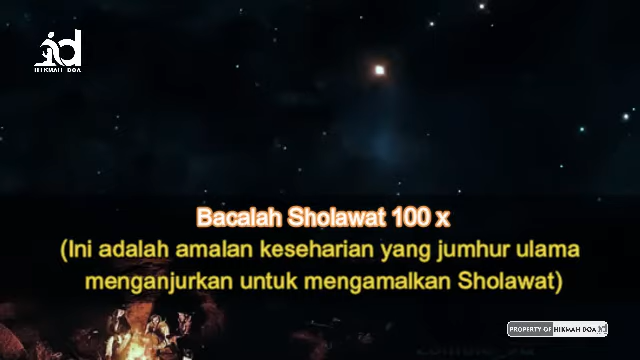 HIKMAH DOA
Bacalah Sholawat 100 x
(Ini adalah amalan keseharian yang jumhur ulama
menganjurkan untuk mengamalkan Sholawat)
PROPERTY OF HIKMAH DOA